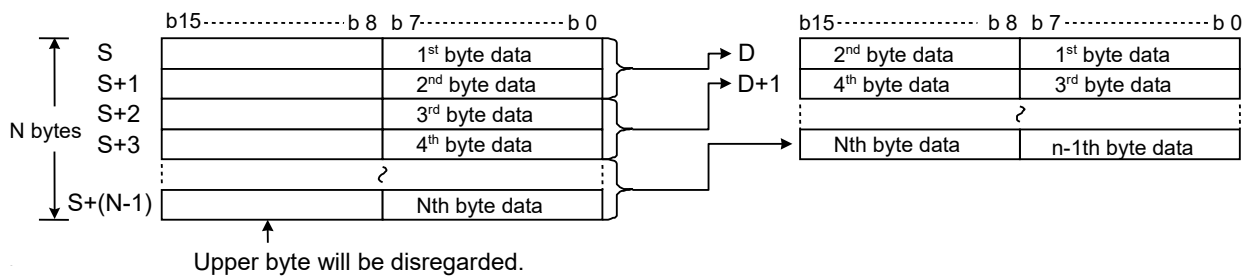 b15 b 8 b 7 b 0 b15 b 8 b 7 b 0
S 1st byte data D 2nd byte data 1st byte data
S+1 2nd byte data D+1 4th byte data 3rd byte data
S+2 3rd byte data
N bytes
S+3 4th byte data Nth byte data n-1th byte data
S+(N-1) Nth byte data
Upper byte will be disregarded.